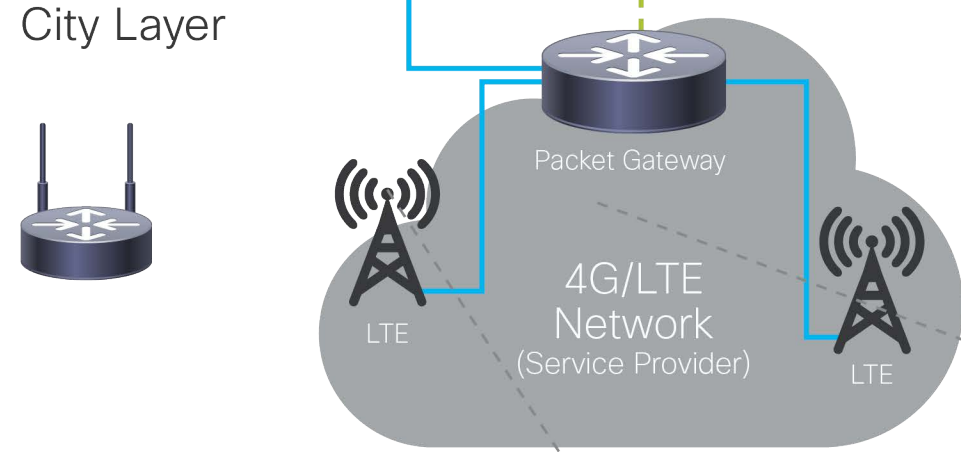 City Layer
Packet Gateway
LTE
4G/LTE
Network
(Service Provider)
LTE